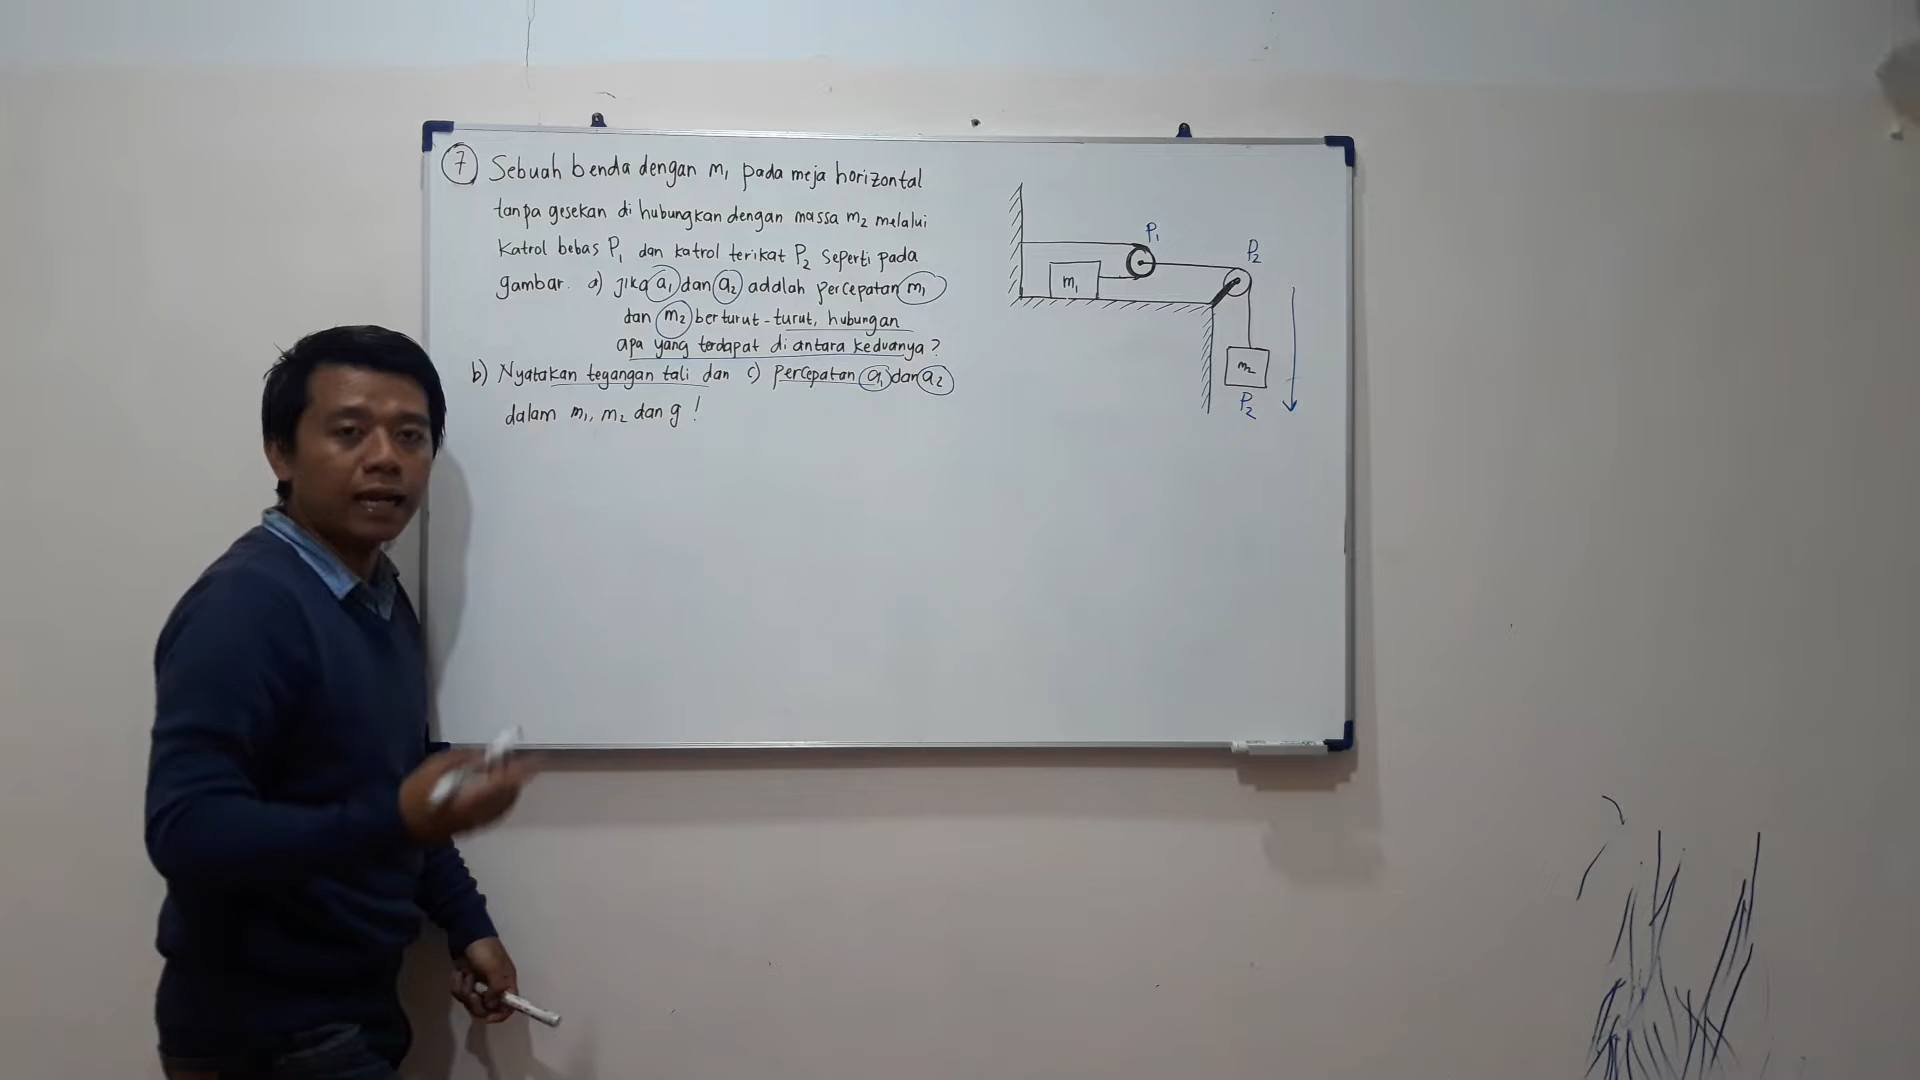 7 Sebuah benda dengan m₁ pada meja horizontal
tanpa gesekan di hubungkan dengan massa m₂ melalui
Katrol bebas P₁ dan katrol terikat P₂ seperti pada
gambar. a) jika a₁ dan a₂ adalah percepatan m₁
dan m₂ berturut-turut, hubungan
apa yang terdapat di antara keduanya?
b) Nyatakan tegangan tali dan c) percepatan a₁ dan a₂
dalam m₁, m₂ dan g!
P₁
P₂
m₁
m₂
P₂